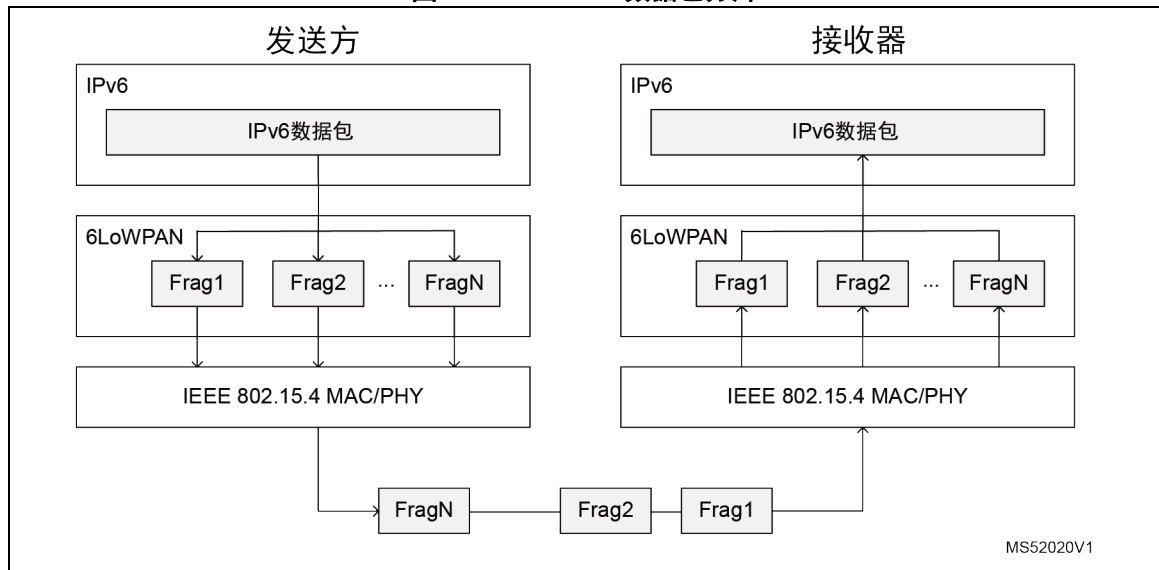 发送方
接收器
IPv6
IPv6数据包
IPv6
IPv6数据包
6LoWPAN
Frag1
Frag2
...
FragN
6LoWPAN
Frag1
Frag2
...
FragN
IEEE 802.15.4 MAC/PHY
IEEE 802.15.4 MAC/PHY
FragN
Frag2
Frag1
MS52020V1